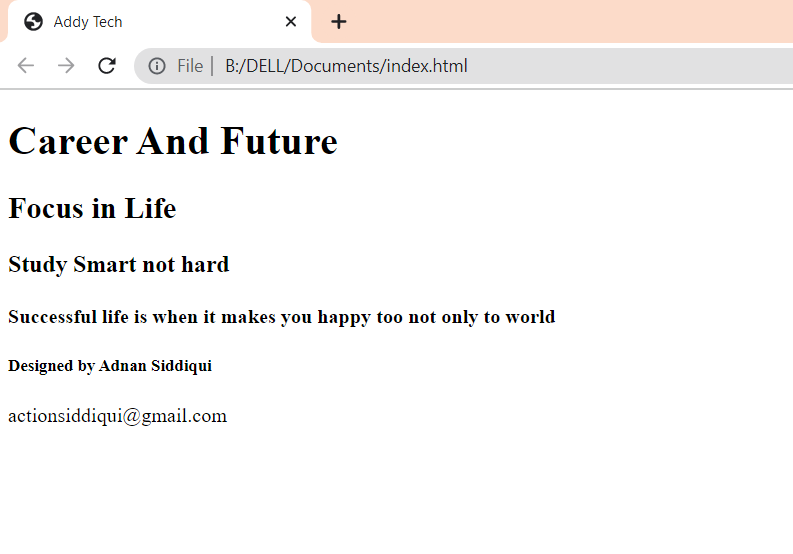 Addy Tech
File | B:/DELL/Documents/index.html
Career And Future
Focus in Life
Study Smart not hard
Successful life is when it makes you happy too not only to world
Designed by Adnan Siddiqui
actionsiddiqui@gmail.com